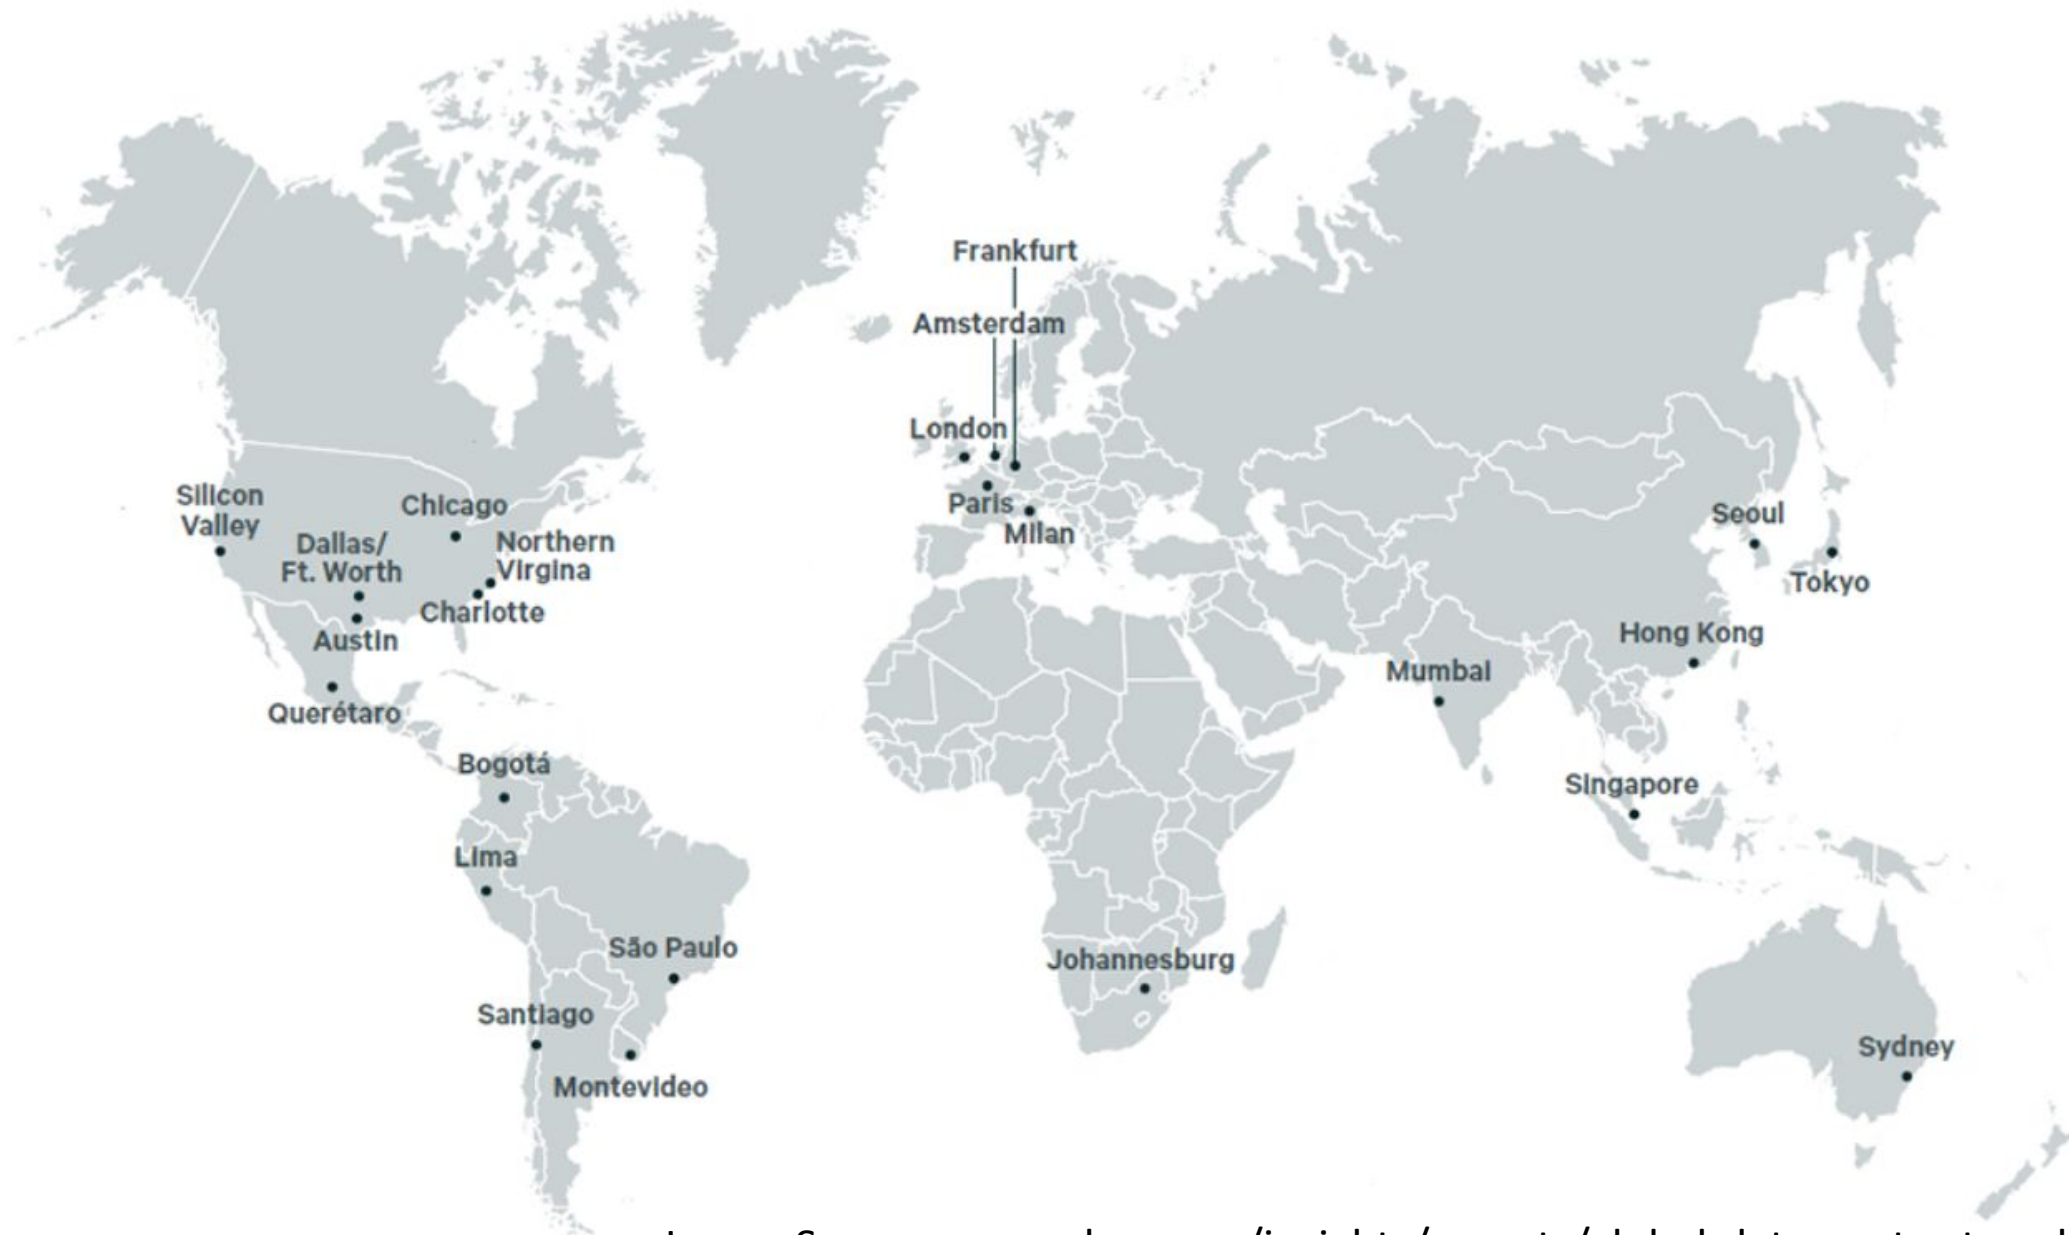 Frankfurt
Amsterdam
London
Paris
Milan
Silicon
Valley
Chicago
Dallas/
Ft. Worth
Northern
Virgina
Charlotte
Austin
Querétaro
Seoul
Tokyo
Hong Kong
Mumbai
Bogotá
Singapore
Lima
São Paulo
Johannesburg
Santiago
Sydney
Montevideo